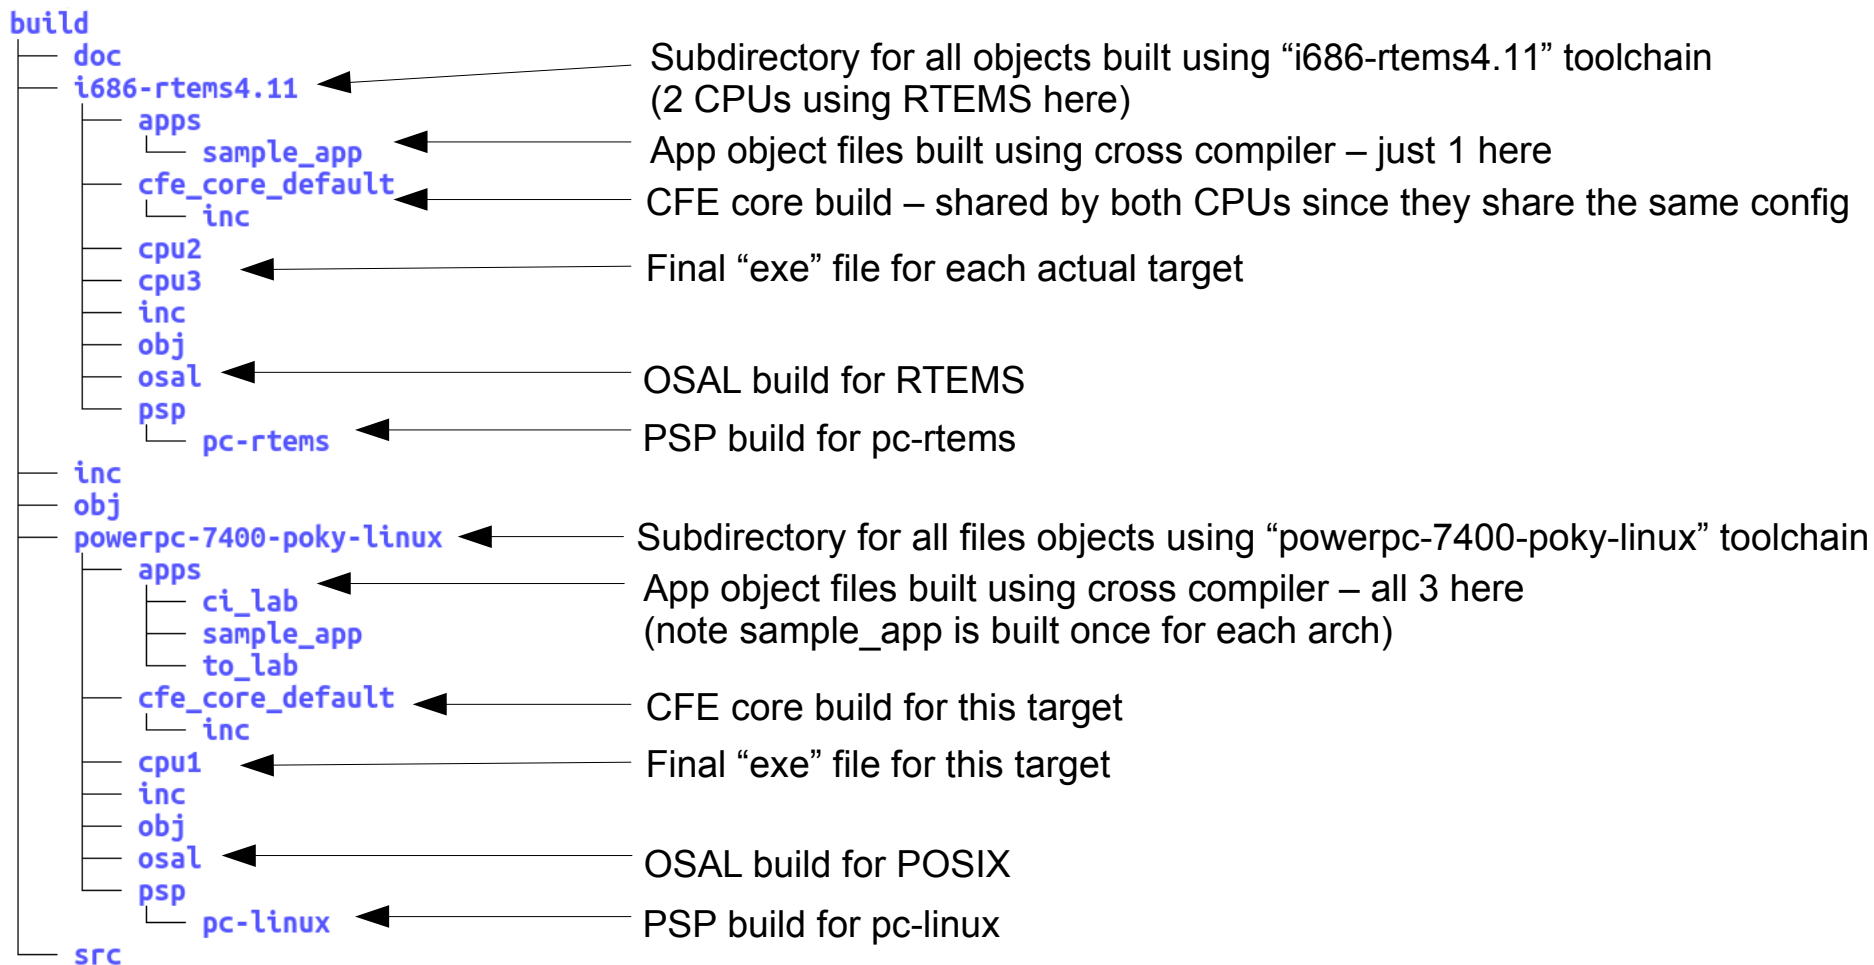 build
doc
i686-rtems4.11
Subdirectory for all objects built using “i686-rtems4.11” toolchain
(2 CPUs using RTEMS here)
apps
sample_app
App object files built using cross compiler – just 1 here
cfe_core_default
inc
CFE core build – shared by both CPUs since they share the same config
cpu2
cpu3
Final “exe” file for each actual target
inc
obj
osal
OSAL build for RTEMS
psp
pc-rtems
PSP build for pc-rtems
inc
obj
powerpc-7400-poky-linux
Subdirectory for all files objects using “powerpc-7400-poky-linux” toolchain
apps
ci_lab
sample_app
to_lab
App object files built using cross compiler – all 3 here
(note sample_app is built once for each arch)
cfe_core_default
inc
CFE core build for this target
cpu1
Final “exe” file for this target
inc
obj
osal
OSAL build for POSIX
psp
pc-linux
PSP build for pc-linux
src